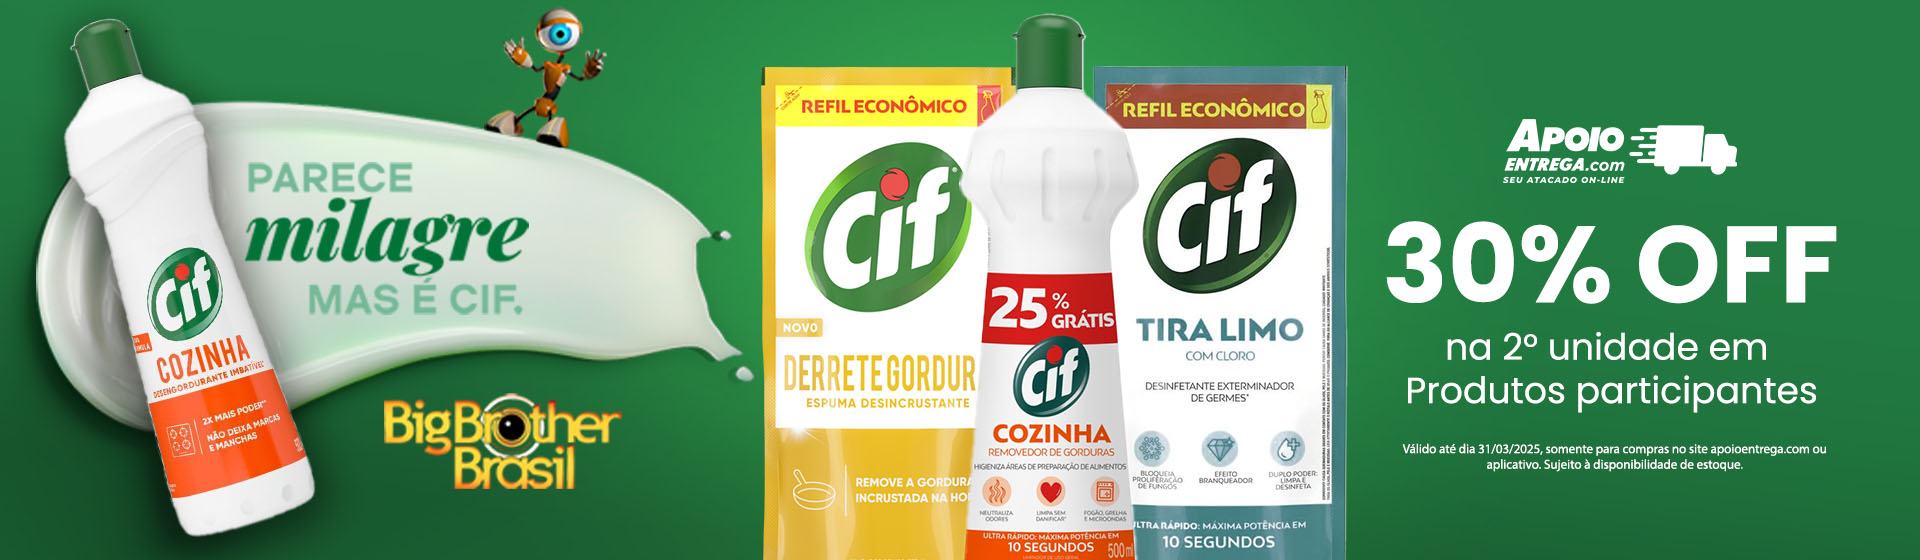 PARECE
milagre
MAS É CIF.
Cif
COZINHA
DESENGORDURANTE IMBATÍVEL*
2X MAIS PODER**
NÃO DEIXA MARCAS
E MANCHAS
Big Brother
Brasil
REFIL ECONÔMICO
Cif
NOVO
DERRETE GORDUR
ESPUMA DESINCRUSTANTE
REMOVE A GORDURA
INCRUSTADA NA HO
25% GRÁTIS
Cif
COZINHA
REMOVEDOR DE GORDURAS
HIGIENIZA ÁREAS DE PREPARAÇÃO DE ALIMENTOS
NEUTRALIZA
ODORES
LIMPA SEM
DANIFICAR*
FOGÃO, GRELHA
E MICROONDAS
ULTRA RÁPIDO: MÁXIMA POTÊNCIA EM
10 SEGUNDOS
500ml
REFIL ECONÔMICO
Cif
TIRA LIMO
COM CLORO
DESINFETANTE EXTERMINADOR
DE GERMES*
BLOQUEIA
PROLIFERAÇÃO
DE FUNGOS
EFEITO
BRANQUEADOR
DUPLO PODER:
LIMPA E
DESINFETA
ULTRA RÁPIDO: MÁXIMA POTÊNCIA EM
10 SEGUNDOS
APOIO
ENTREGA.com
SEU ATACADO ON-LINE
30% OFF
na 2º unidade em
Produtos participantes
Válido até dia 31/03/2025, somente para compras no site apoioentrega.com ou
aplicativo. Sujeito à disponibilidade de estoque.